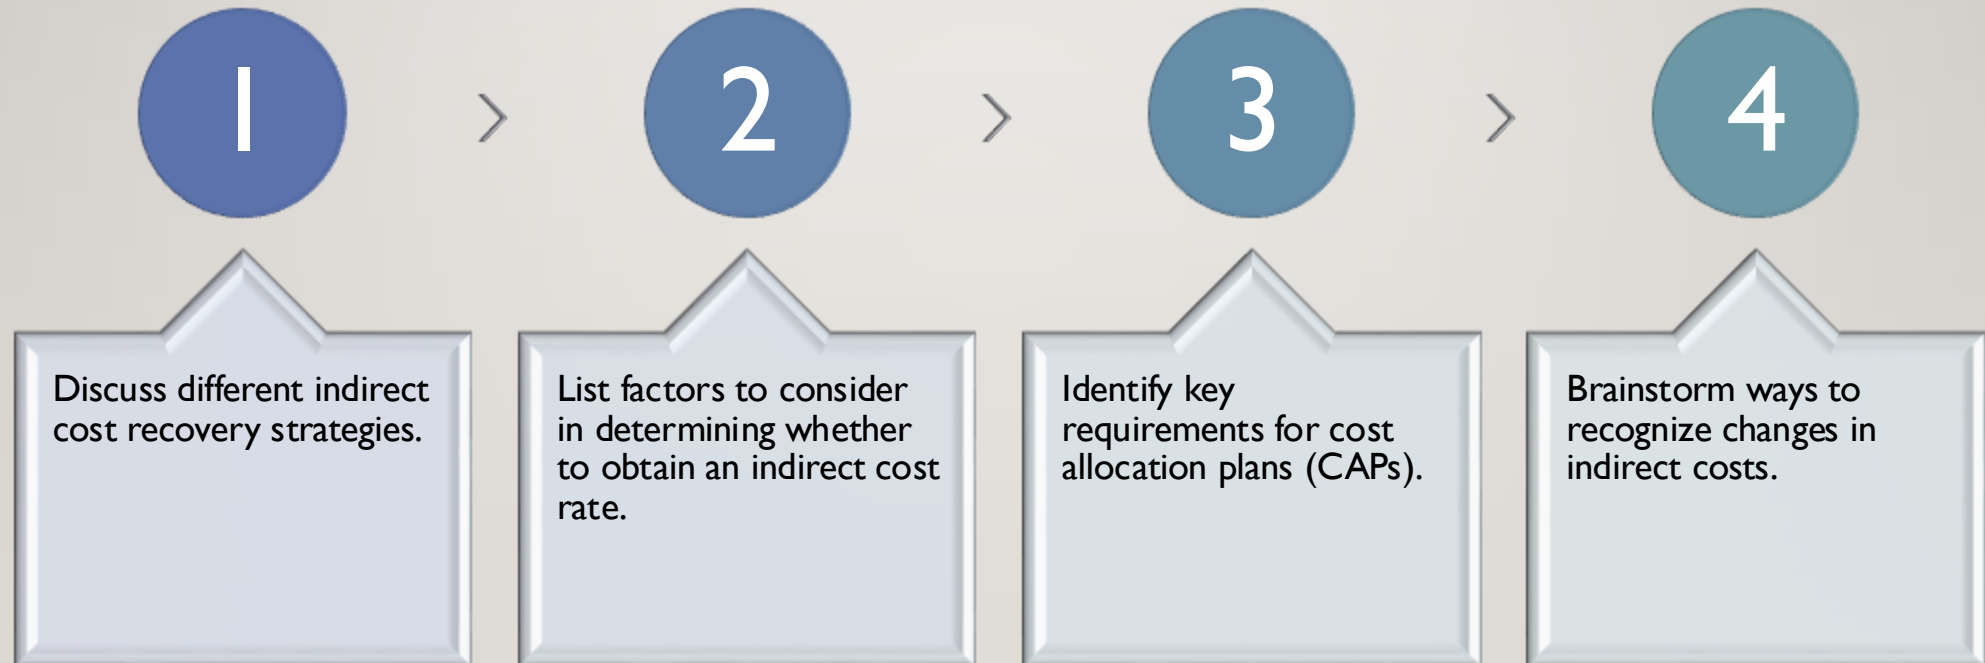 1
2
3
4
Discuss different indirect
cost recovery strategies.
List factors to consider
in determining whether
to obtain an indirect cost
rate.
Identify key
requirements for cost
allocation plans (CAPs).
Brainstorm ways to
recognize changes in
indirect costs.